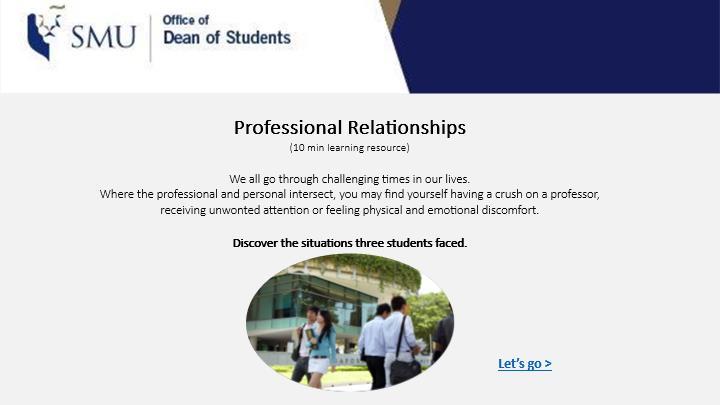 SMU
Office of
Dean of Students
Professional Relationships
(10 min learning resource)
We all go through challenging times in our lives.
Where the professional and personal intersect, you may find yourself having a crush on a professor,
receiving unwonted attention or feeling physical and emotional discomfort.
Discover the situations three students faced.
Let's go >